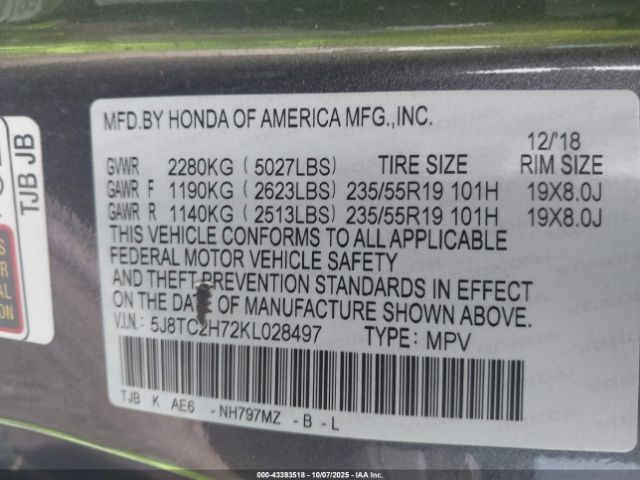 MFD.BY HONDA OF AMERICA MFG.,INC.
12/'18
GVWR 2280KG ( 5027LBS) TIRE SIZE RIM SIZE
GAWR F 1190KG ( 2623LBS) 235/55R19 101H 19X8.0J
GAWR R 1140KG ( 2513LBS) 235/55R19 101H 19X8.0J
THIS VEHICLE CONFORMS TO ALL APPLICABLE
FEDERAL MOTOR VEHICLE SAFETY
AND THEFT PREVENTION STANDARDS IN EFFECT
ON THE DATE OF MANUFACTURE SHOWN ABOVE.
V.I.N.: 5J8TC2H72KL028497 TYPE: MPV
TJB K AE6 -NH797MZ -B-L
TJB JB
000-43393518 - 10/07/2025 - IAA Inc.